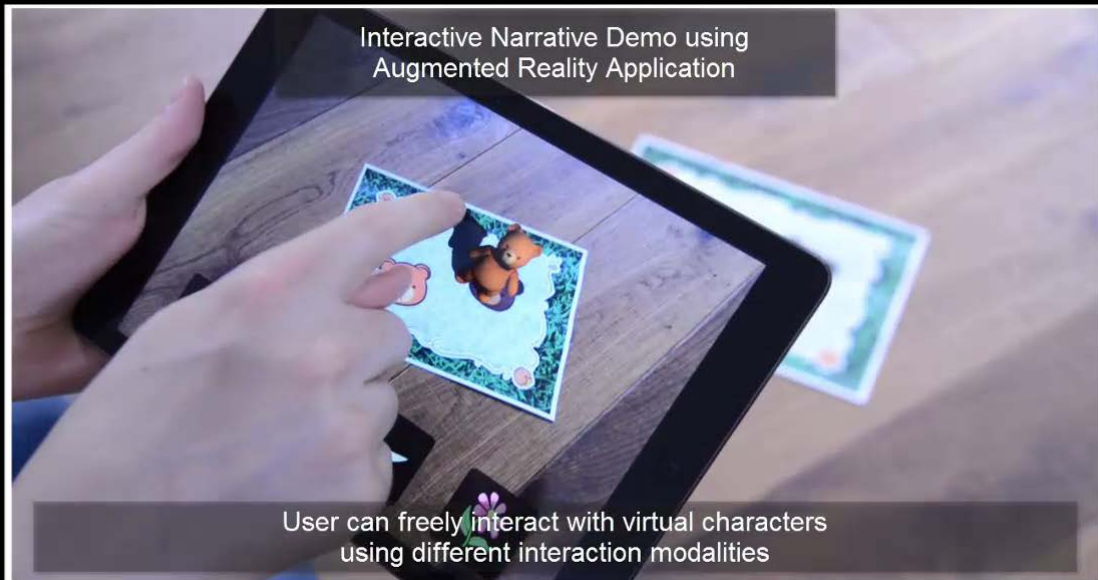 Interactive Narrative Demo using
Augmented Reality Application
User can freely interact with virtual characters
using different interaction modalities